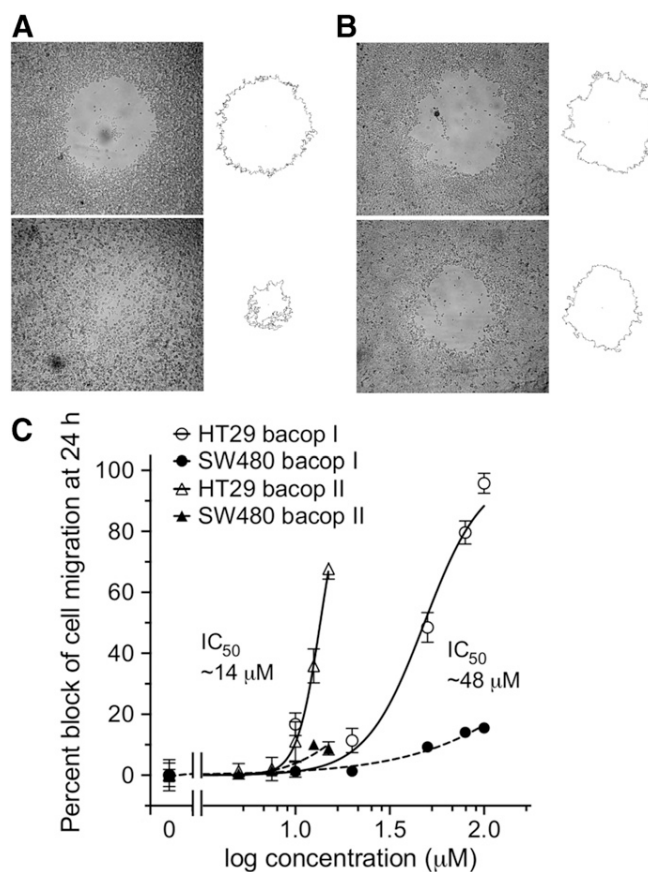 A
B
C
HT29 bacop I
SW480 bacop I
HT29 bacop II
SW480 bacop II
Percent block of cell migration at 24 h
100
80
60
40
20
0
IC50
~14 μM
IC50
~48 μM
0
1.0
1.5
2.0
log concentration (μM)